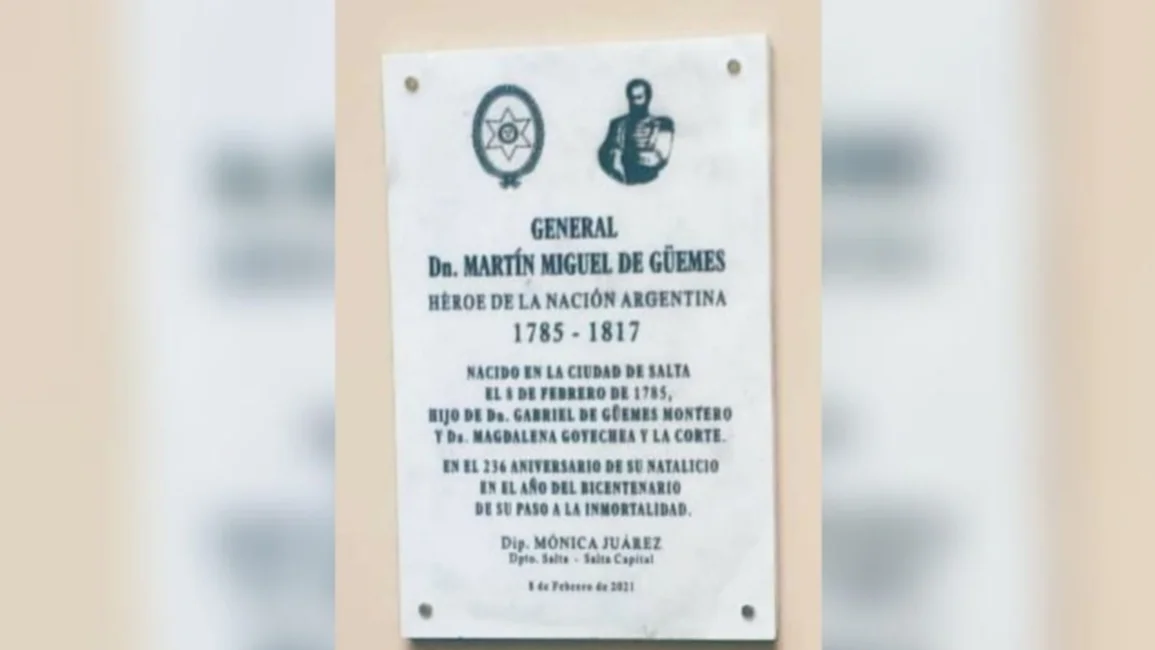 GENERAL
Dn. MARTÍN MIGUEL DE GÜEMES
HÉROE DE LA NACIÓN ARGENTINA
1785 - 1817
NACIDO EN LA CIUDAD DE SALTA
EL 8 DE FEBRERO DE 1785,
HIJO DE Dn. GABRIEL DE GÜEMES MONTERO
Y Da. MAGDALENA GOYECHEA Y LA CORTE.
EN EL 236 ANIVERSARIO DE SU NATALICIO
EN EL AÑO DEL BICENTENARIO
DE SU PASO A LA INMORTALIDAD.
Dip. MÓNICA JUÁREZ
Dpto. Salta - Salta Capital
8 de Febrero de 2021